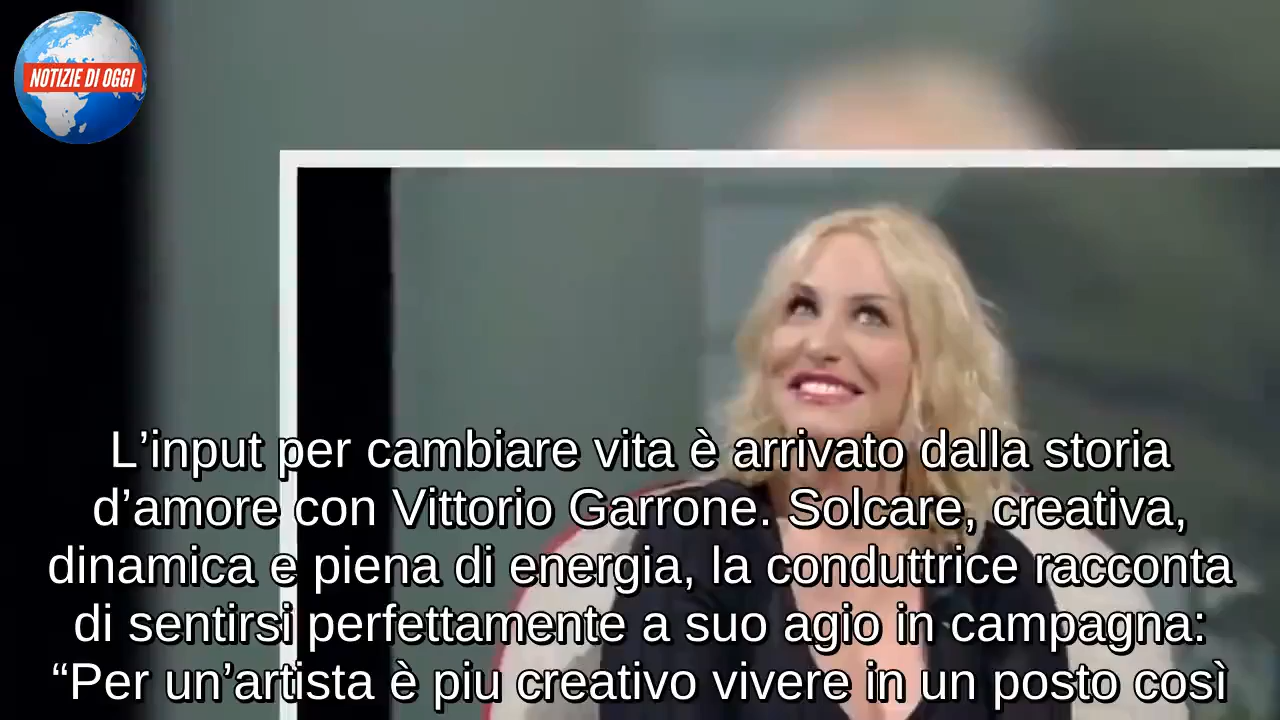 NOTIZIE DI OGGI
L’input per cambiare vita è arrivato dalla storia
d’amore con Vittorio Garrone. Solcare, creativa,
dinamica e piena di energia, la conduttrice racconta
di sentirsi perfettamente a suo agio in campagna:
“Per un’artista è piu creativo vivere in un posto così